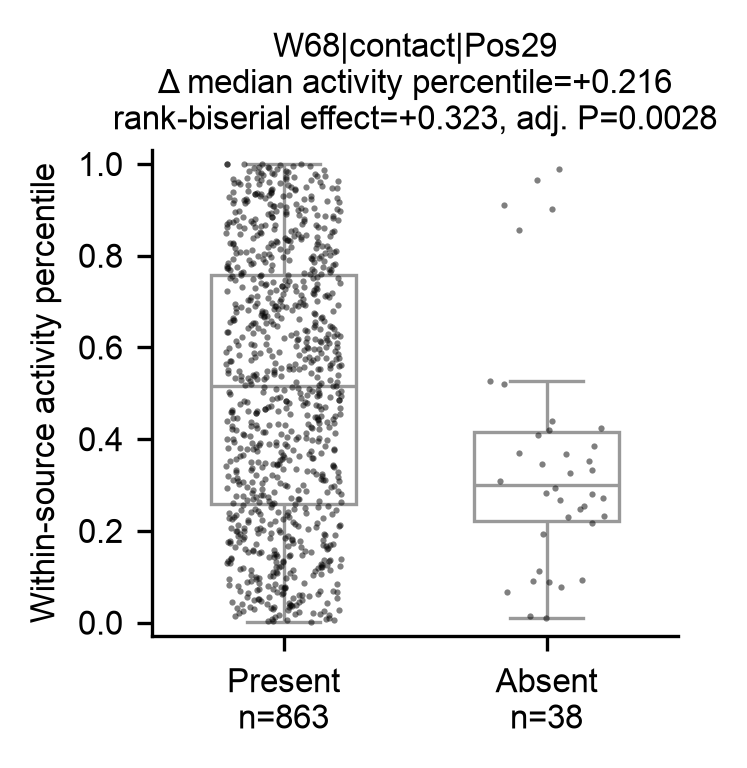 W68|contact|Pos29
Δ median activity percentile=+0.216
rank-biserial effect=+0.323, adj. P=0.0028
Within-source activity percentile
1.0
0.8
0.6
0.4
0.2
0.0
Present
n=863
Absent
n=38